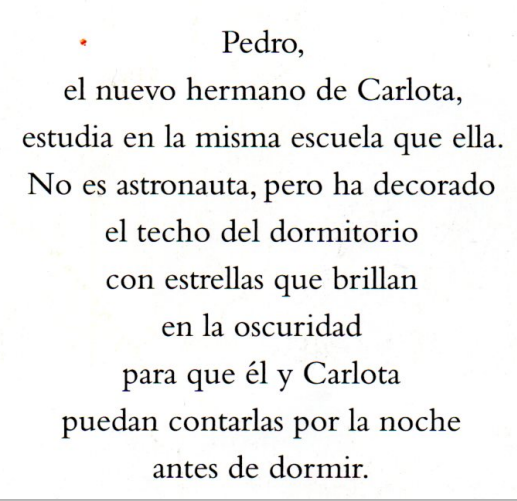 Pedro,
el nuevo hermano de Carlota,
estudia en la misma escuela que ella.
No es astronauta, pero ha decorado
el techo del dormitorio
con estrellas que brillan
en la oscuridad
para que él y Carlota
puedan contarlas por la noche
antes de dormir.